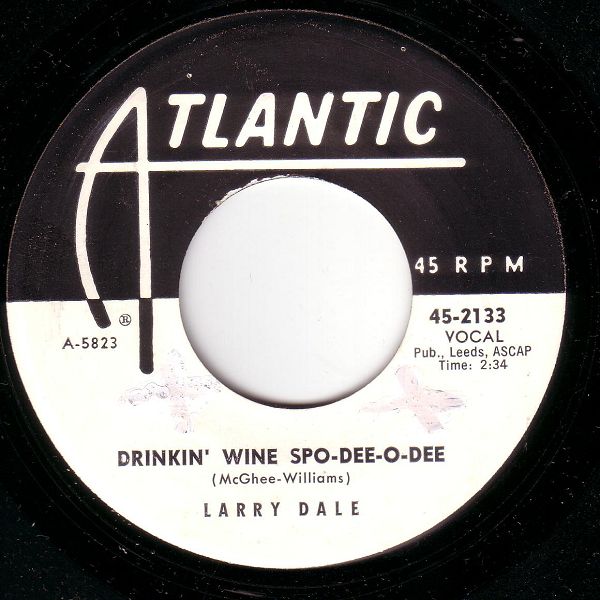 ATLANTIC
45 RPM
®
A-5823
45-2133
VOCAL
Pub., Leeds, ASCAP
Time: 2:34
DRINKIN' WINE SPO-DEE-O-DEE
(McGhee-Williams)
LARRY DALE